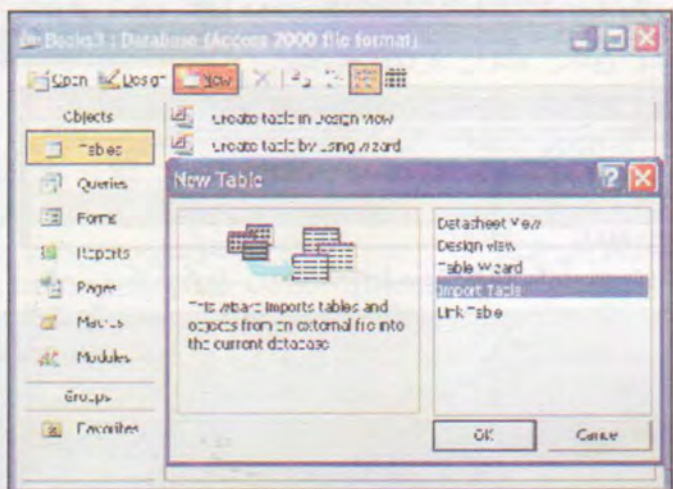 Books3 : Database (Access 2000 file format)
Open Design New
Objects
Tables
Queries
Forms
Reports
Pages
Macros
Modules
Groups
Favorites
Create table in Design view
Create table by using wizard
New Table
This wizard imports tables and
objects from an external file into
the current database
Datasheet View
Design View
Table Wizard
Import Table
Link Table
OK Cancel